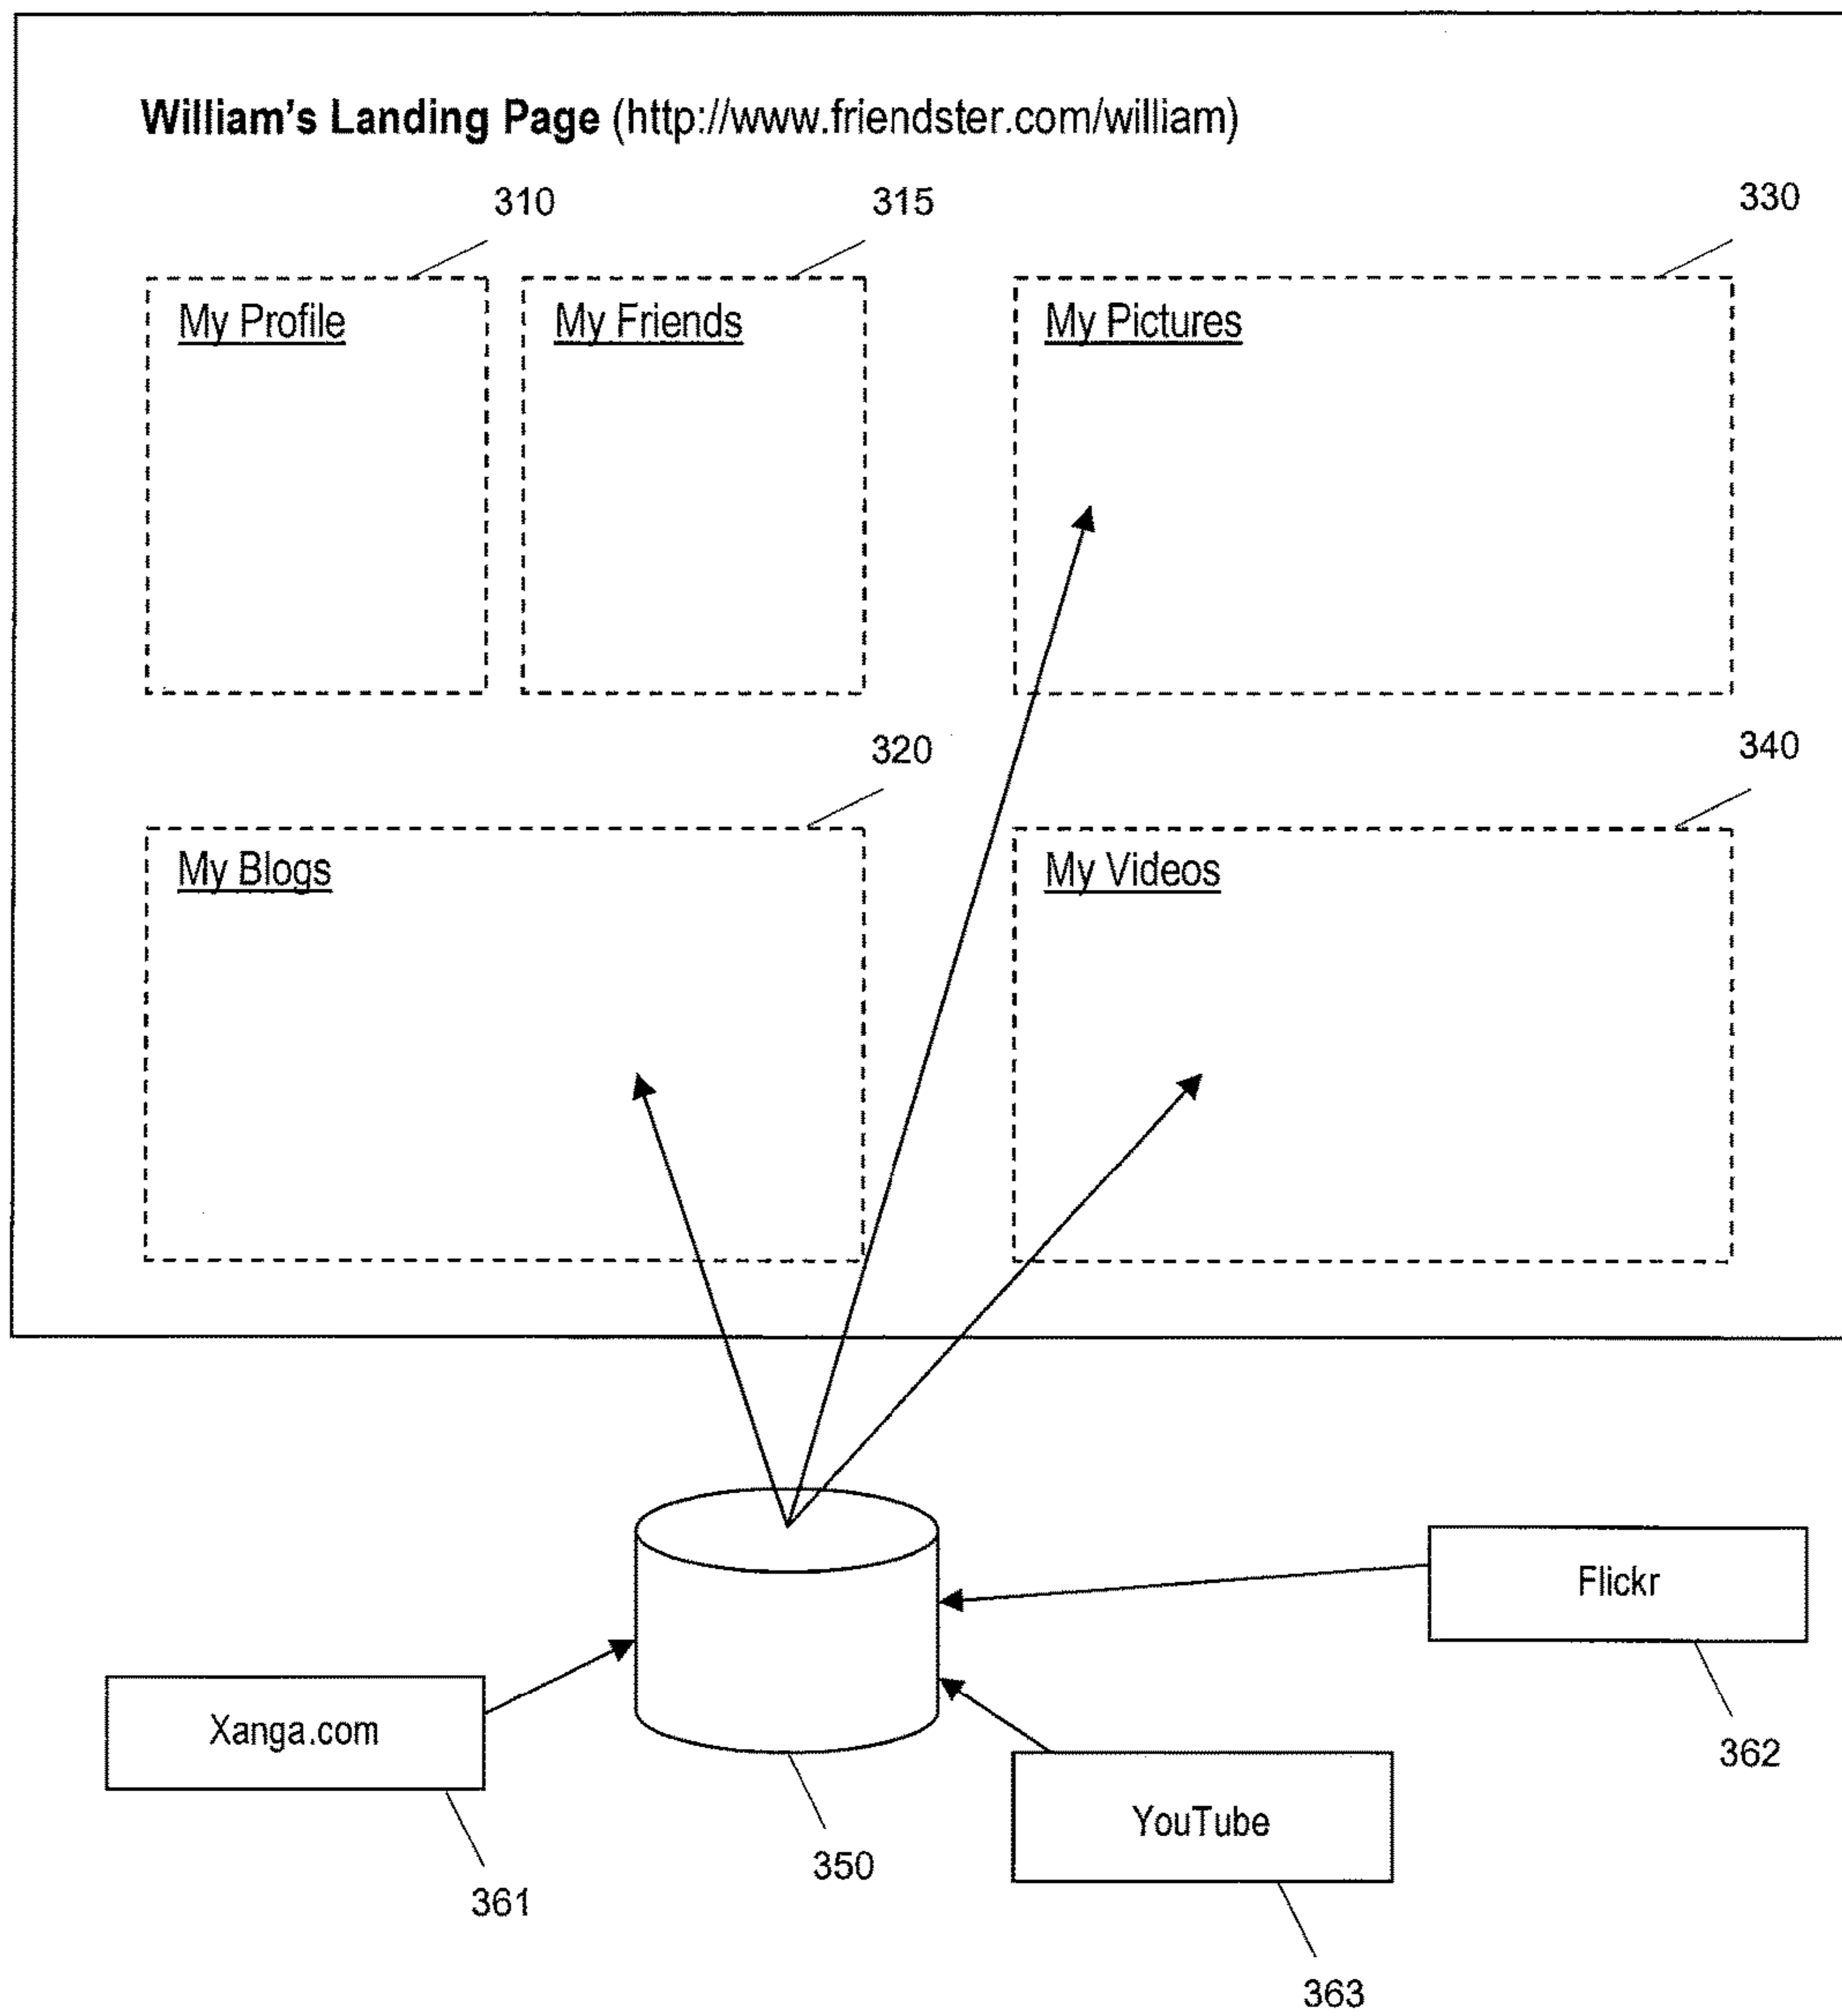 William's Landing Page (http://www.friendster.com/william)
310
315
330
My Profile
My Friends
My Pictures
320
340
My Blogs
My Videos
Flickr
Xanga.com
362
YouTube
350
361
363